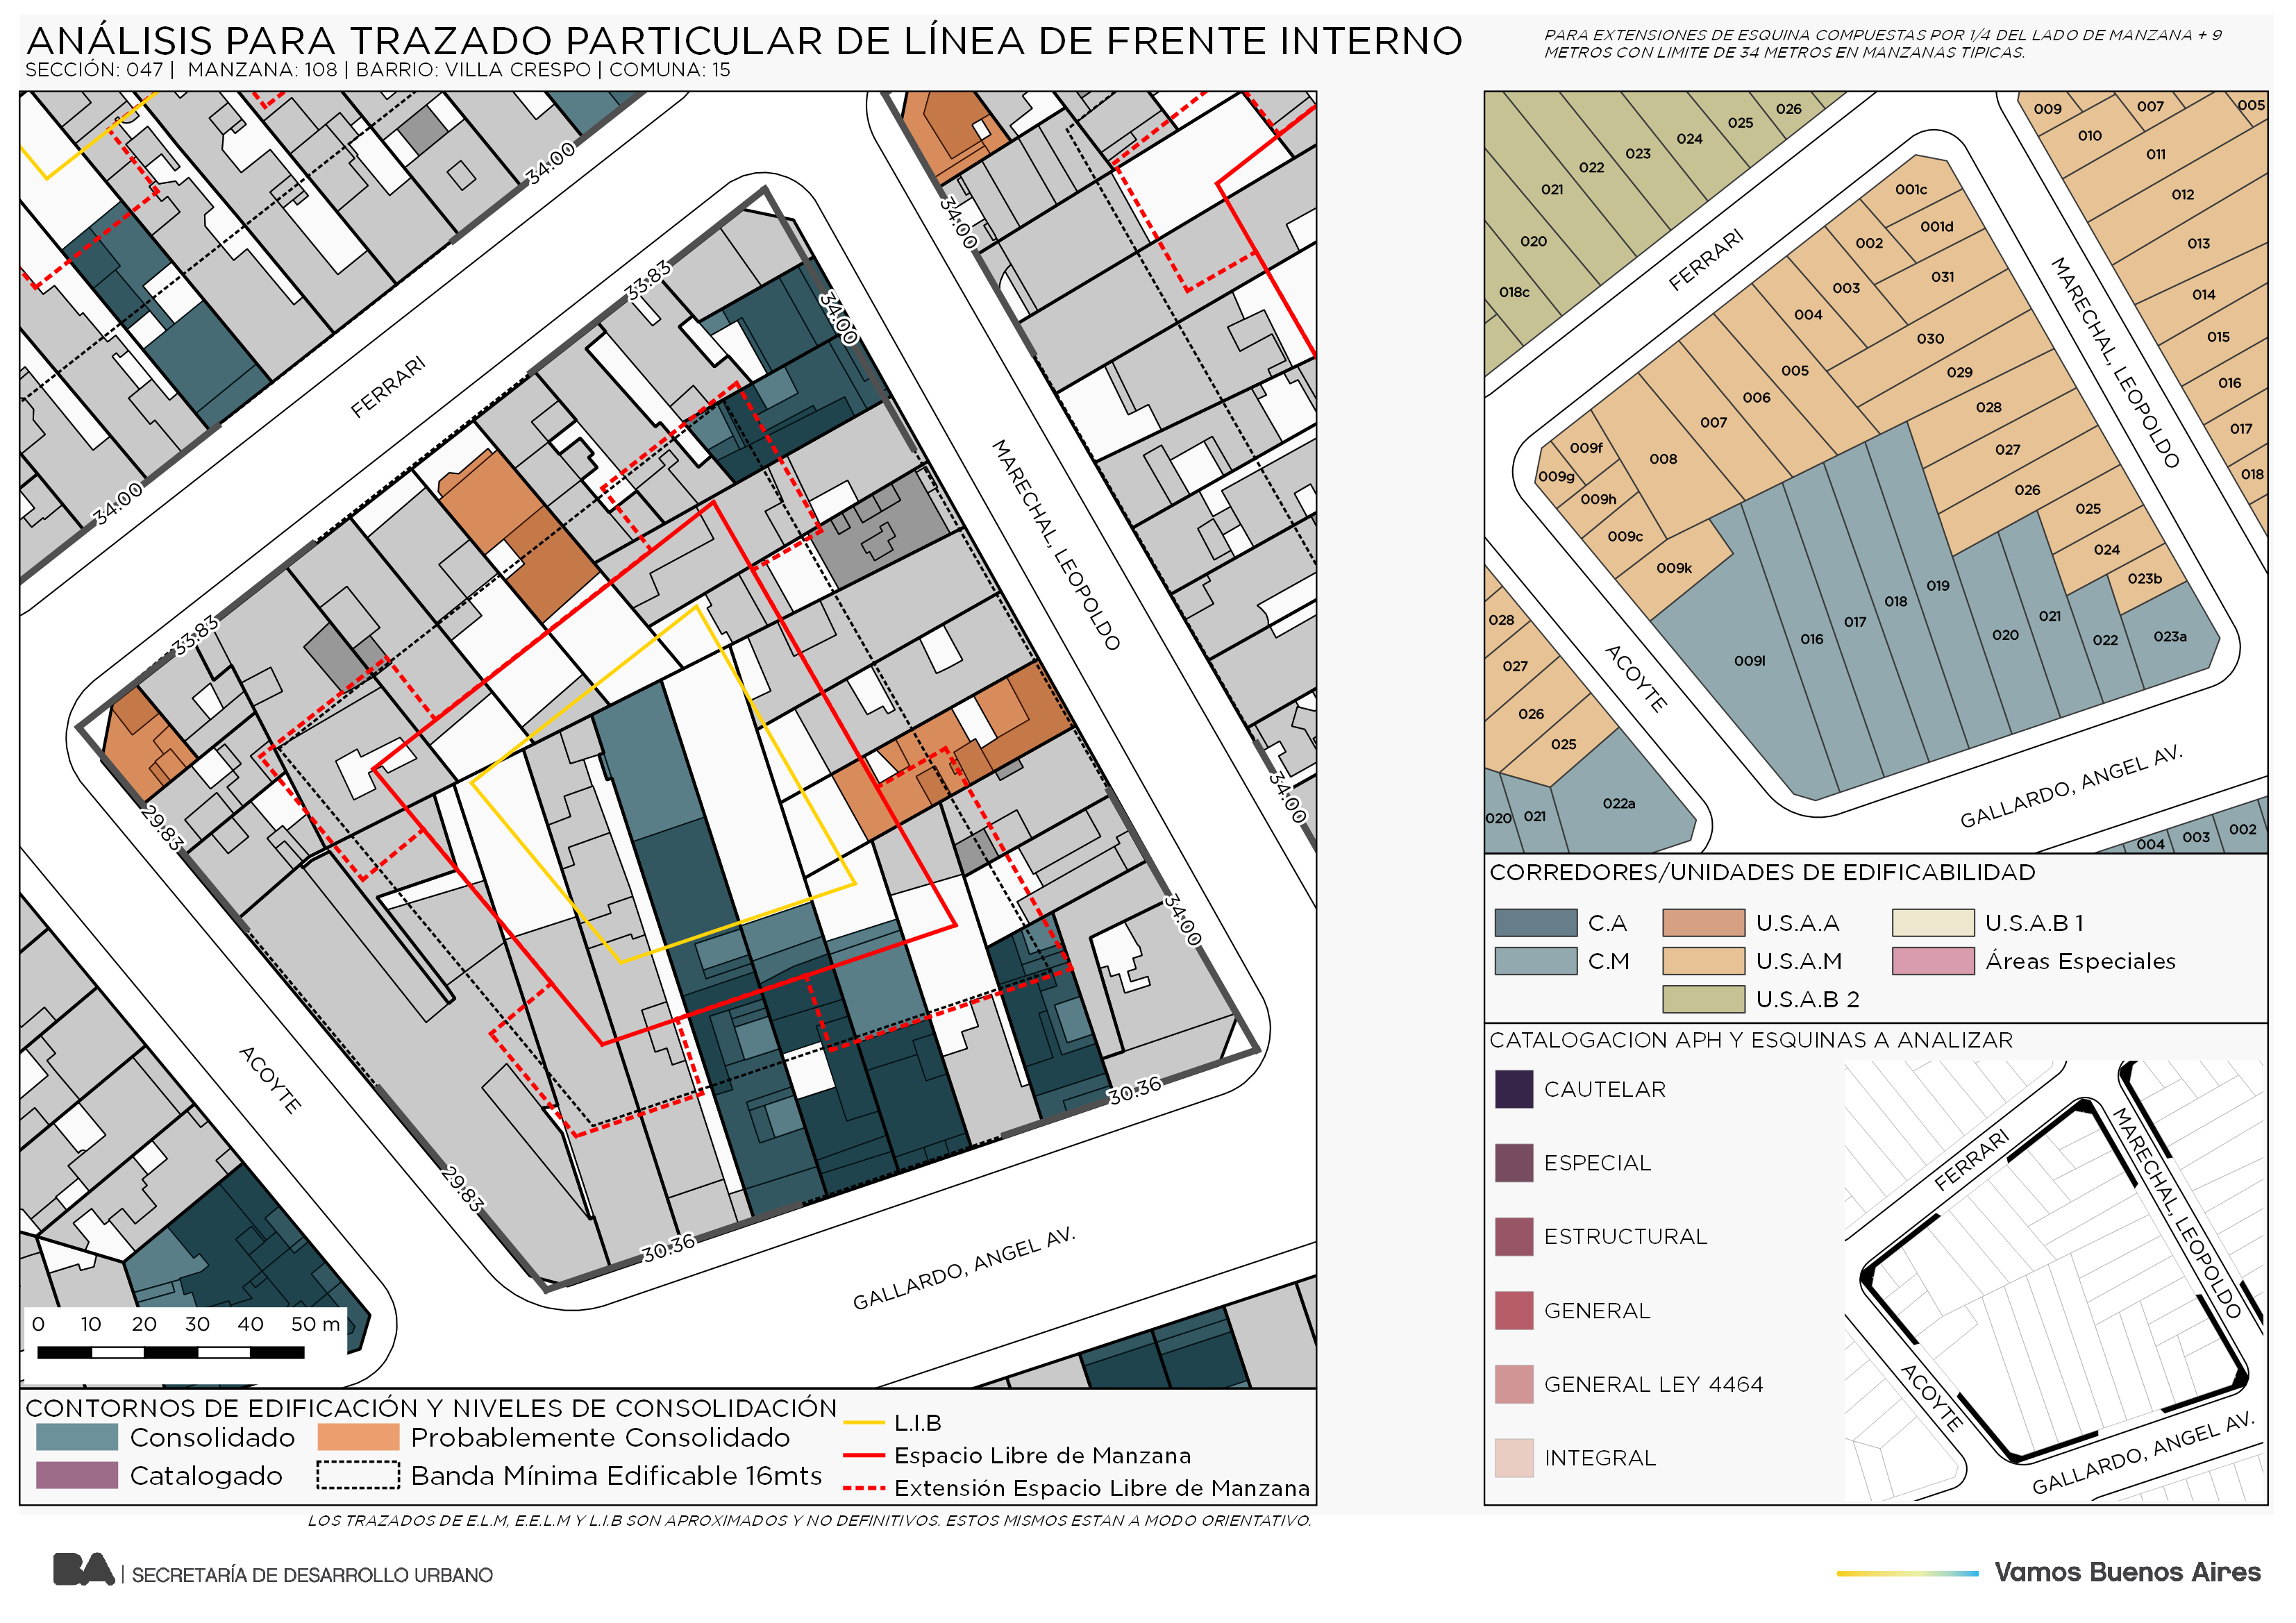 ANÁLISIS PARA TRAZADO PARTICULAR DE LÍNEA DE FRENTE INTERNO
SECCIÓN: 047 | MANZANA: 108 | BARRIO: VILLA CRESPO | COMUNA: 15
PARA EXTENSIONES DE ESQUINA COMPUESTAS POR 1/4 DEL LADO DE MANZANA + 9
METROS CON LIMITE DE 34 METROS EN MANZANAS TIPICAS.
34.00
34.00
34.00
33.83
34.00
FERRARI
33.83
MARECHAL, LEOPOLDO
29.83
34.00
34.00
ACOYTE
29.83
30.36
30.36
GALLARDO, ANGEL AV.
0 10 20 30 40 50 m
CONTORNOS DE EDIFICACIÓN Y NIVELES DE CONSOLIDACIÓN
Consolidado
Probablemente Consolidado
Catalogado
Banda Mínima Edificable 16mts
L.I.B
Espacio Libre de Manzana
Extensión Espacio Libre de Manzana
LOS TRAZADOS DE E.L.M, E.E.L.M Y L.I.B SON APROXIMADOS Y NO DEFINITIVOS. ESTOS MISMOS ESTAN A MODO ORIENTATIVO.
026
025
024
023
022
021
020
018c
009
007
005
010
011
012
013
014
015
016
017
018
FERRARI
MARECHAL, LEOPOLDO
001c
001d
002
031
003
004
030
005
029
006
028
007
027
008
026
009f
009g
009h
009c
009k
025
024
023b
009l
016
017
018
019
020
021
022
023a
ACOYTE
GALLARDO, ANGEL AV.
028
027
026
025
022a
020
021
004
003
002
CORREDORES/UNIDADES DE EDIFICABILIDAD
C.A
U.S.A.A
U.S.A.B 1
C.M
U.S.A.M
Áreas Especiales
U.S.A.B 2
CATALOGACION APH Y ESQUINAS A ANALIZAR
CAUTELAR
ESPECIAL
ESTRUCTURAL
GENERAL
GENERAL LEY 4464
INTEGRAL
FERRARI
MARECHAL, LEOPOLDO
ACOYTE
GALLARDO, ANGEL AV.
BA | SECRETARÍA DE DESARROLLO URBANO
Vamos Buenos Aires